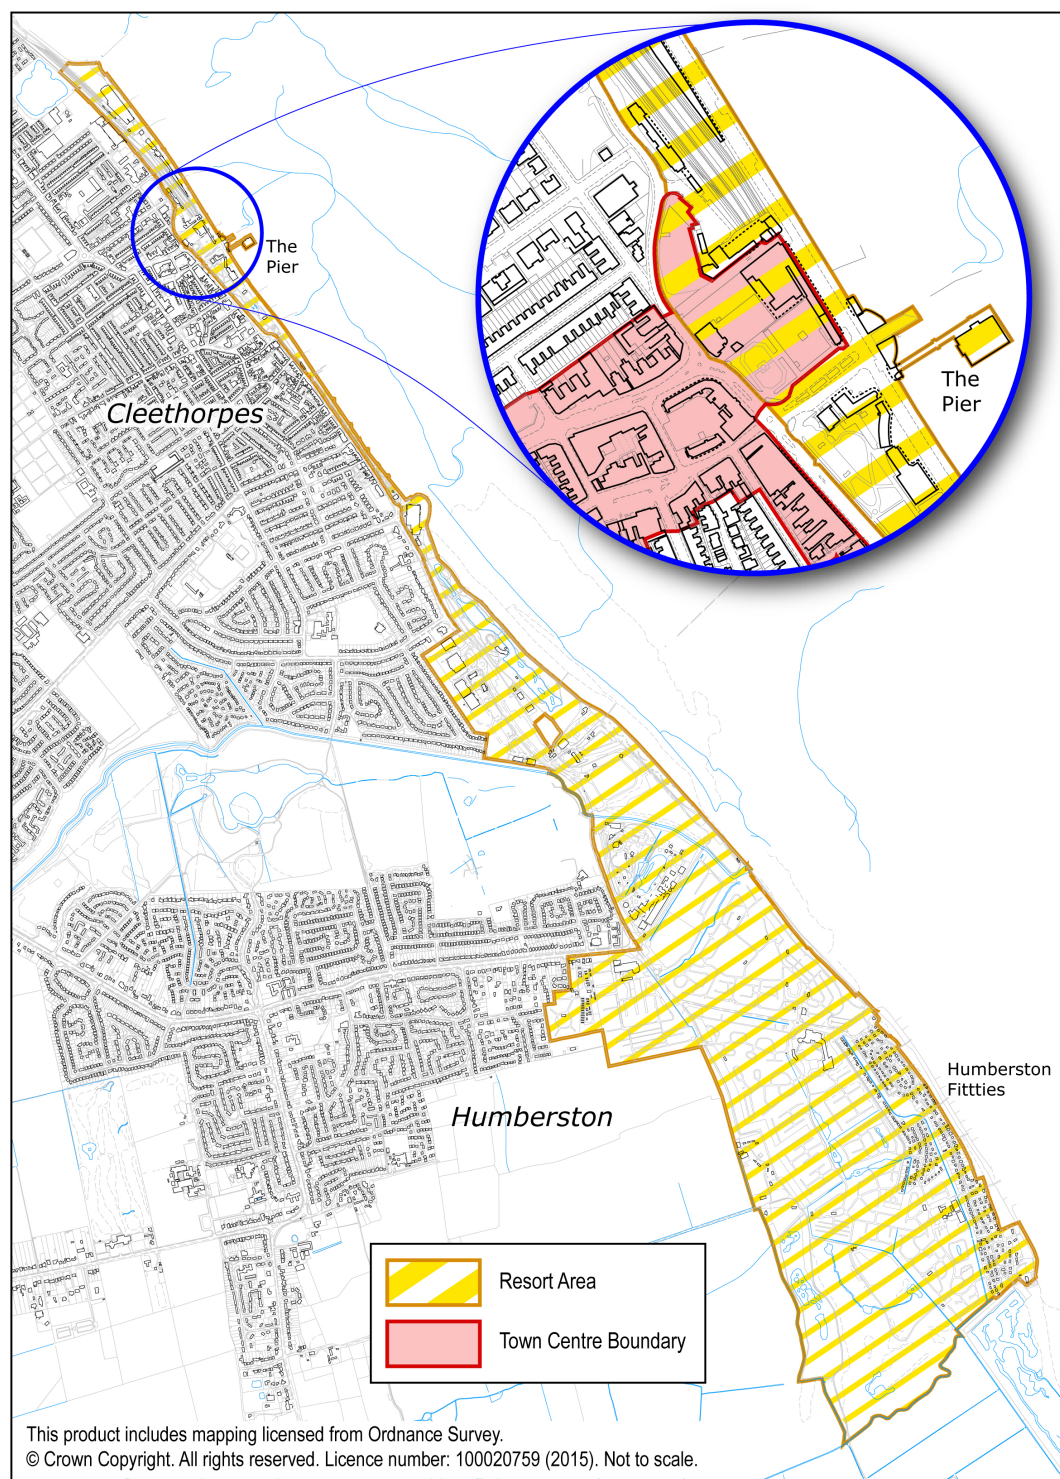 The
Pier
The
Pier
Cleethorpes
Humberston
Fittties
Humberston
Resort Area
Town Centre Boundary
This product includes mapping licensed from Ordnance Survey.
© Crown Copyright. All rights reserved. Licence number: 100020759 (2015). Not to scale.